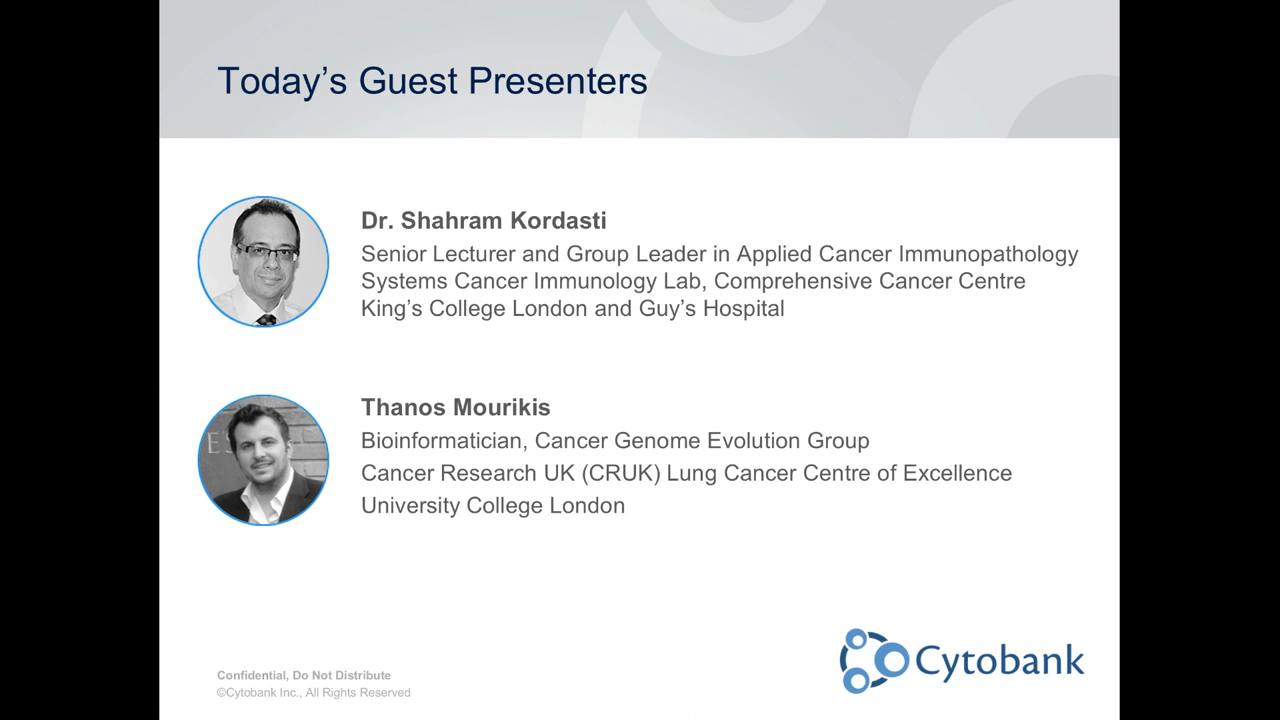 Today’s Guest Presenters
Dr. Shahram Kordasti
Senior Lecturer and Group Leader in Applied Cancer Immunopathology
Systems Cancer Immunology Lab, Comprehensive Cancer Centre
King’s College London and Guy’s Hospital
Thanos Mourikis
Bioinformatician, Cancer Genome Evolution Group
Cancer Research UK (CRUK) Lung Cancer Centre of Excellence
University College London
Confidential, Do Not Distribute
©Cytobank Inc., All Rights Reserved
Cytobank